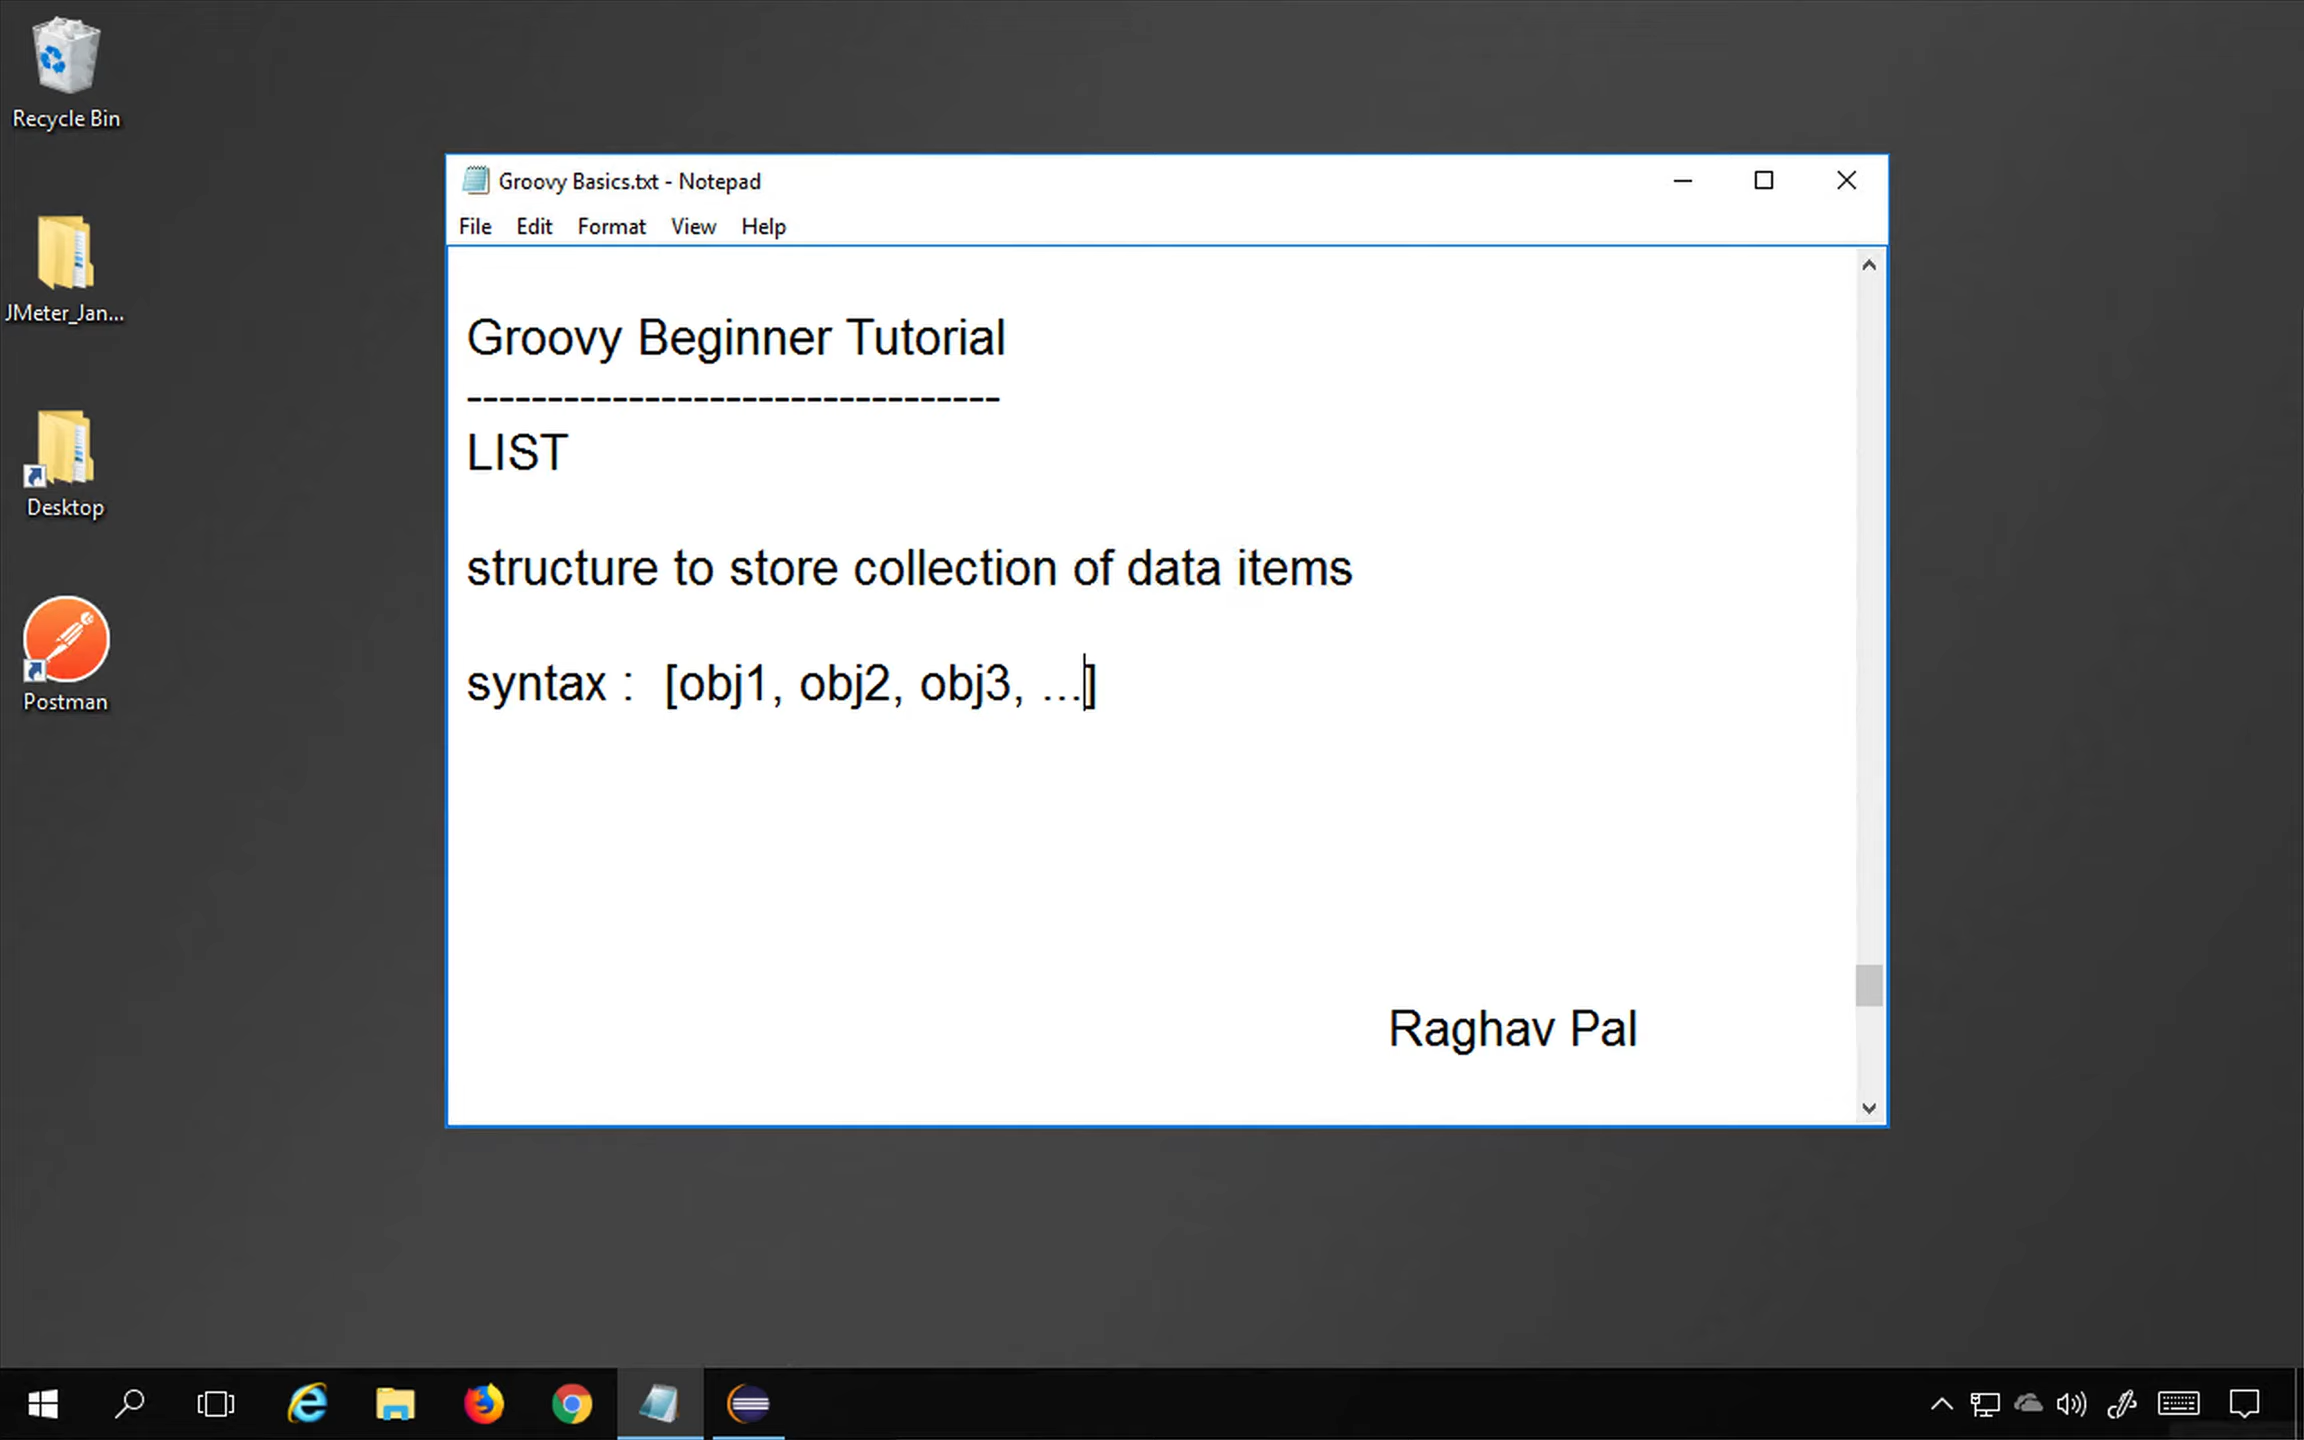 Recycle Bin
JMeter_Jan...
Desktop
Postman
Groovy Basics.txt - Notepad
File Edit Format View Help
Groovy Beginner Tutorial
---------------------------------
LIST
structure to store collection of data items
syntax :  [obj1, obj2, obj3, ...]
Raghav Pal